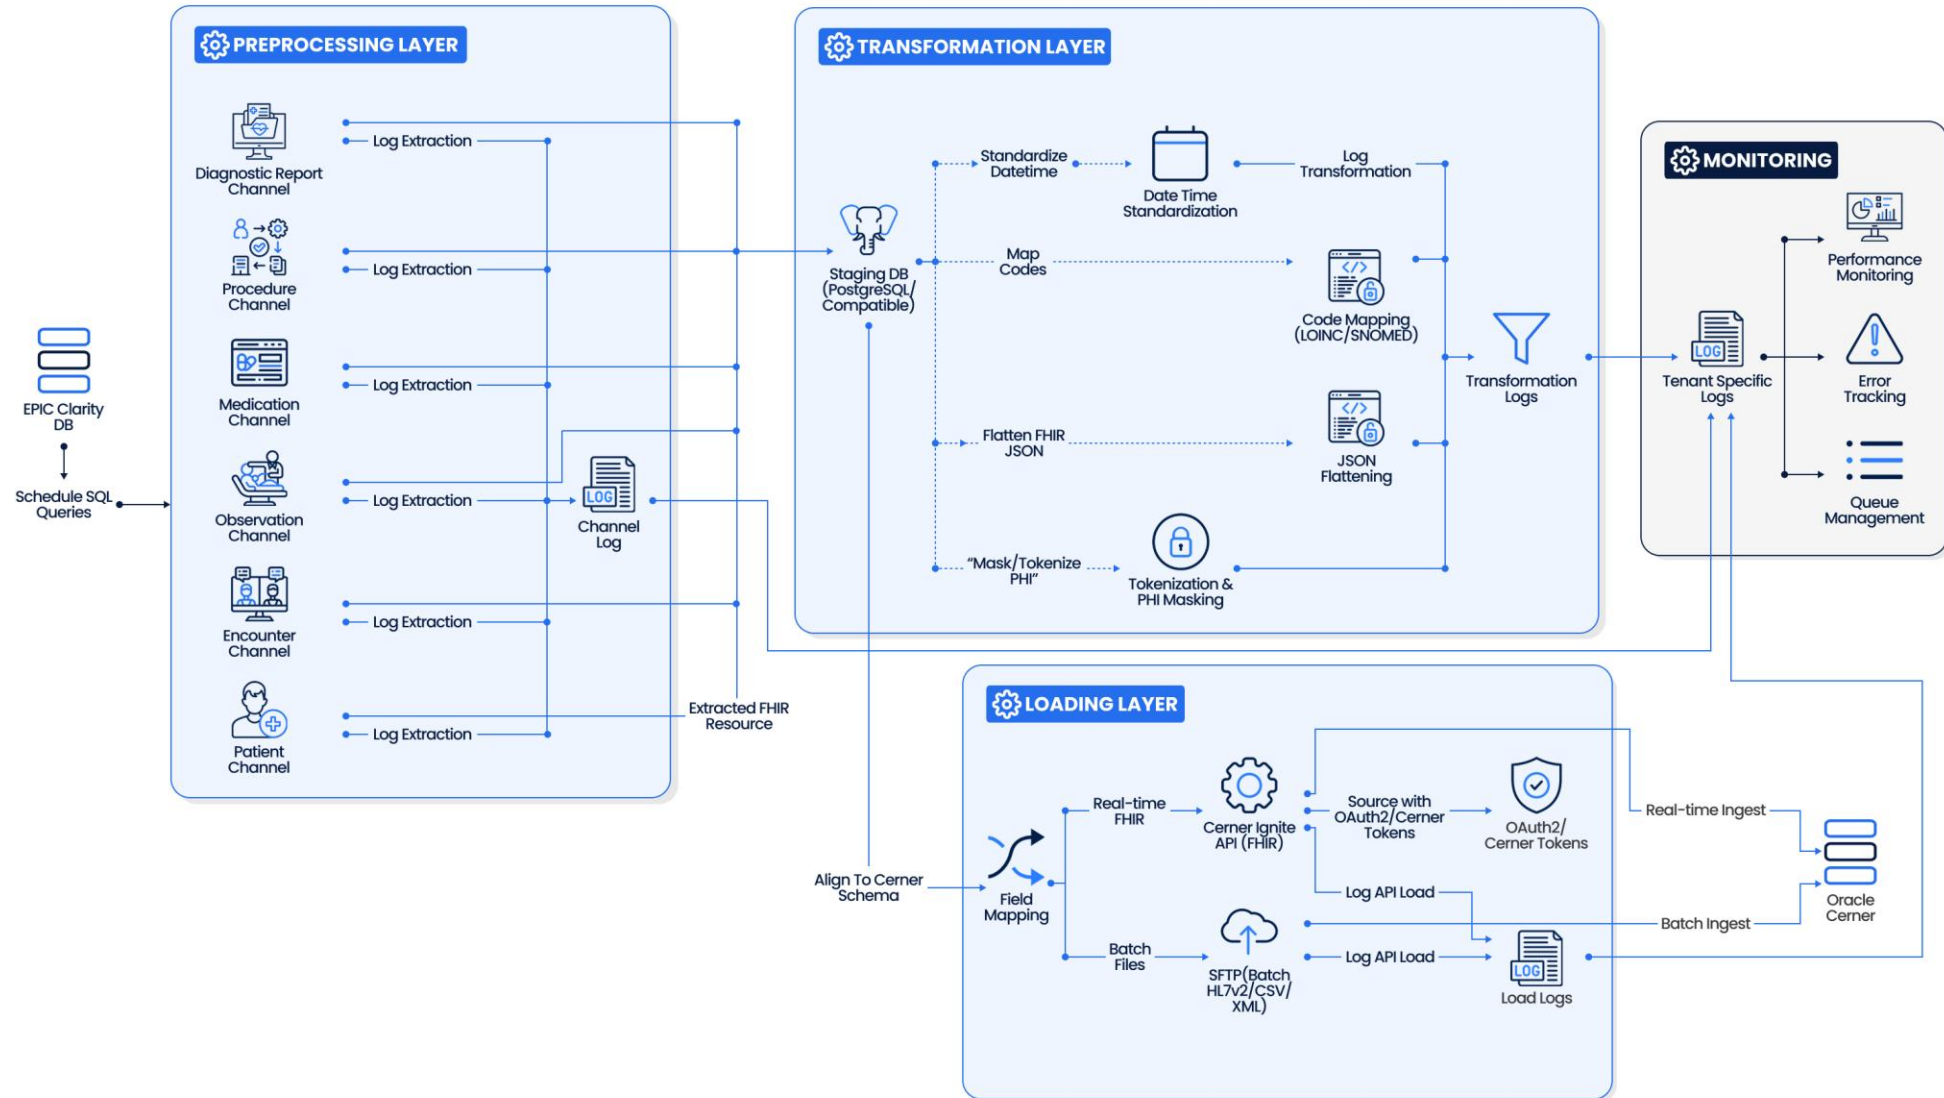 PREPROCESSING LAYER
Diagnostic Report
Channel
Log Extraction
Procedure
Channel
Log Extraction
Medication
Channel
Log Extraction
Observation
Channel
Log Extraction
Encounter
Channel
Log Extraction
Patient
Channel
Log Extraction
EPIC Clarity
DB
Schedule SQL
Queries
LOG
Channel
Log
Extracted FHIR
Resource
TRANSFORMATION LAYER
Staging DB
(PostgreSQL/
Compatible)
Standardize
Datetime
Date Time
Standardization
Log
Transformation
Map
Codes
Code Mapping
(LOINC/SNOMED)
Flatten FHIR
JSON
JSON
Flattening
“Mask/Tokenize
PHI”
Tokenization &
PHI Masking
Transformation
Logs
MONITORING
LOG
Tenant Specific
Logs
Performance
Monitoring
Error
Tracking
Queue
Management
LOADING LAYER
Align To Cerner
Schema
Field
Mapping
Real-time
FHIR
Cerner Ignite
API (FHIR)
Source with
OAuth2/Cerner
Tokens
OAuth2/
Cerner Tokens
Log API Load
Batch
Files
SFTP(Batch
HL7v2/CSV/
XML)
Log API Load
LOG
Load Logs
Real-time Ingest
Batch Ingest
Oracle
Cerner